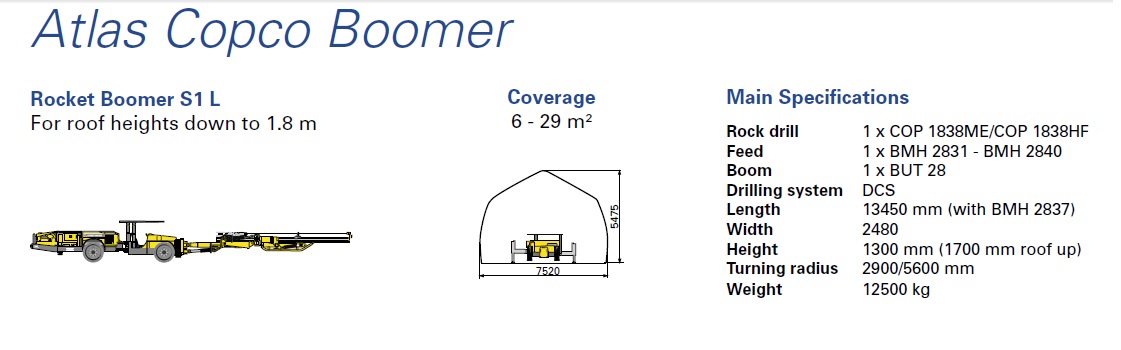 Atlas Copco Boomer
Rocket Boomer S1 L
For roof heights down to 1.8 m
Coverage
6 - 29 m²
5475
7520
Main Specifications
Rock drill 1 x COP 1838ME/COP 1838HF
Feed 1 x BMH 2831 - BMH 2840
Boom 1 x BUT 28
Drilling system DCS
Length 13450 mm (with BMH 2837)
Width 2480
Height 1300 mm (1700 mm roof up)
Turning radius 2900/5600 mm
Weight 12500 kg